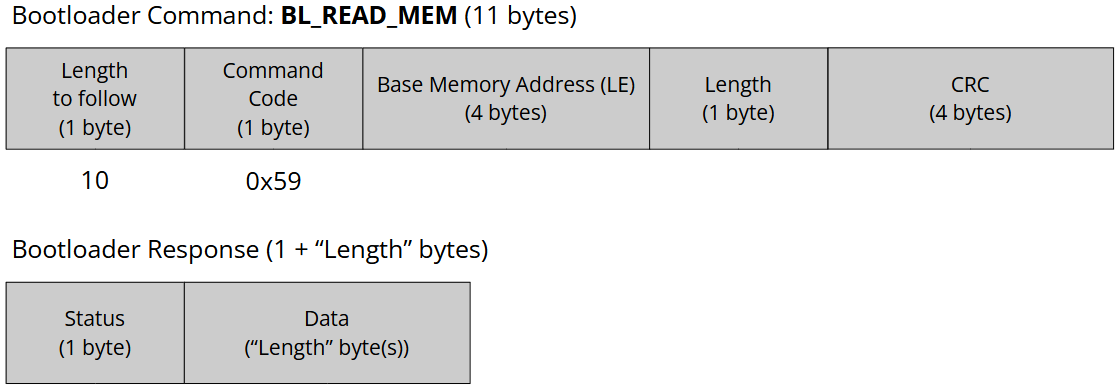 Bootloader Command: BL_READ_MEM (11 bytes)
Length
to follow
(1 byte)
Command
Code
(1 byte)
Base Memory Address (LE)
(4 bytes)
Length
(1 byte)
CRC
(4 bytes)
10
0x59
Bootloader Response (1 + “Length” bytes)
Status
(1 byte)
Data
(“Length” byte(s))